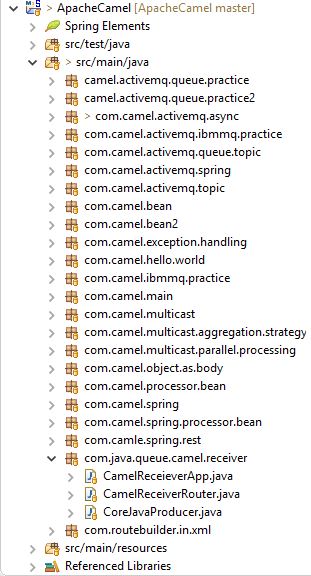 > ApacheCamel [ApacheCamel master]
Spring Elements
src/test/java
> src/main/java
camel.activemq.queue.practice
camel.activemq.queue.practice2
> com.camel.activemq.async
com.camel.activemq.ibmmq.practice
com.camel.activemq.queue.topic
com.camel.activemq.spring
com.camel.activemq.topic
com.camel.bean
com.camel.bean2
com.camel.exception.handling
com.camel.hello.world
com.camel.ibmmq.practice
com.camel.main
com.camel.multicast
com.camel.multicast.aggregation.strategy
com.camel.multicast.parallel.processing
com.camel.object.as.body
com.camel.processor.bean
com.camel.spring
com.camel.spring.processor.bean
com.camle.spring.rest
com.java.queue.camel.receiver
CamelReceieverApp.java
CamelReceiverRouter.java
CoreJavaProducer.java
com.routebuilder.in.xml
src/main/resources
Referenced Libraries